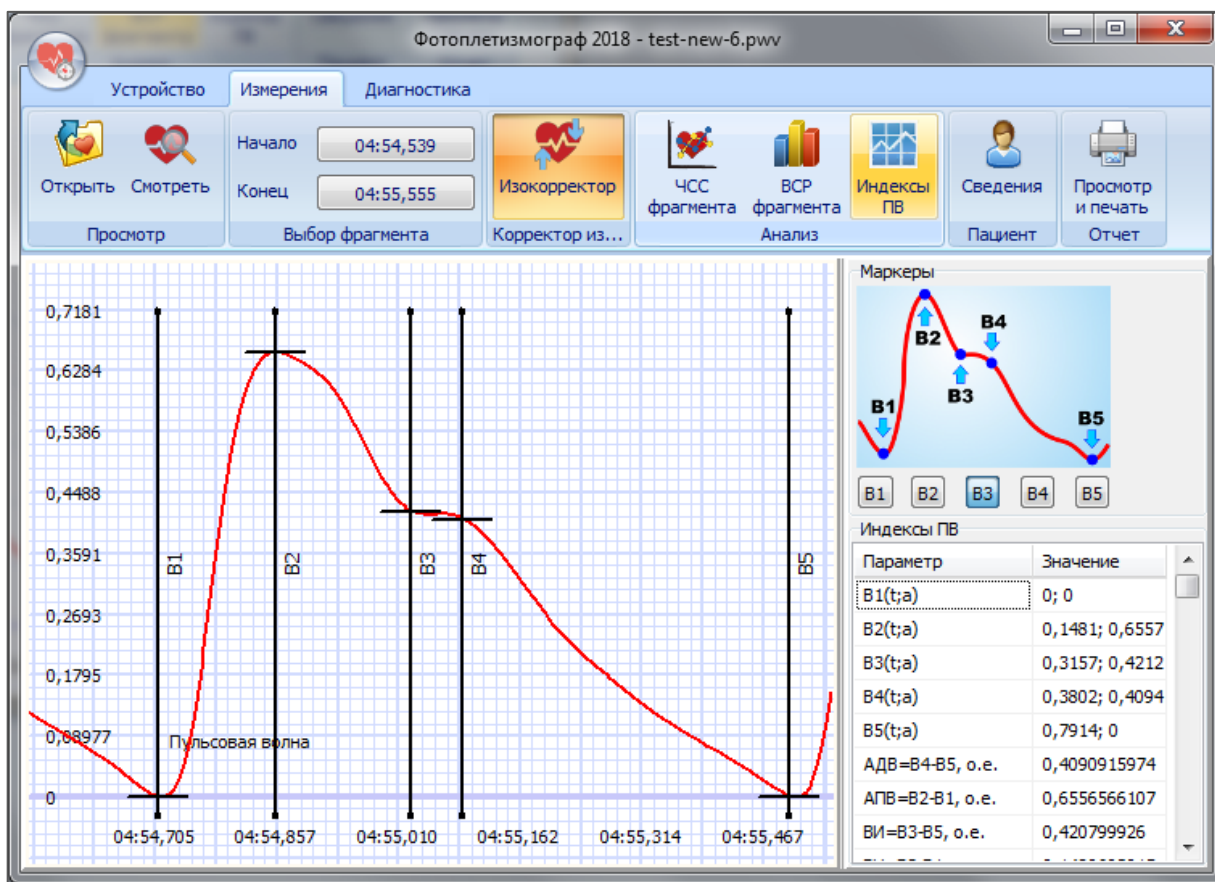 Фотоплетизмограф 2018 - test-new-6.pwv
Устройство Измерения Диагностика
Открыть Смотреть
Просмотр
Начало 04:54,539
Конец 04:55,555
Выбор фрагмента
Изокорректор
Корректор из...
ЧСС фрагмента
ВСР фрагмента
Индексы ПВ
Анализ
Сведения
Пациент
Просмотр и печать
Отчет
0,7181
0,6284
0,5386
0,4488
0,3591
0,2693
0,1795
0,08977
0
B1 B2 B3 B4 B5
Пульсовая волна
04:54,705 04:54,857 04:55,010 04:55,162 04:55,314 04:55,467
Маркеры
B1 B2 B3 B4 B5
B1 B2 B3 B4 B5
Индексы ПВ
Параметр Значение
B1(t;a) 0; 0
B2(t;a) 0,1481; 0,6557
B3(t;a) 0,3157; 0,4212
B4(t;a) 0,3802; 0,4094
B5(t;a) 0,7914; 0
АДВ=B4-B5, о.е. 0,4090915974
АПВ=B2-B1, о.е. 0,6556566107
ВИ=B3-B5, о.е. 0,420799926